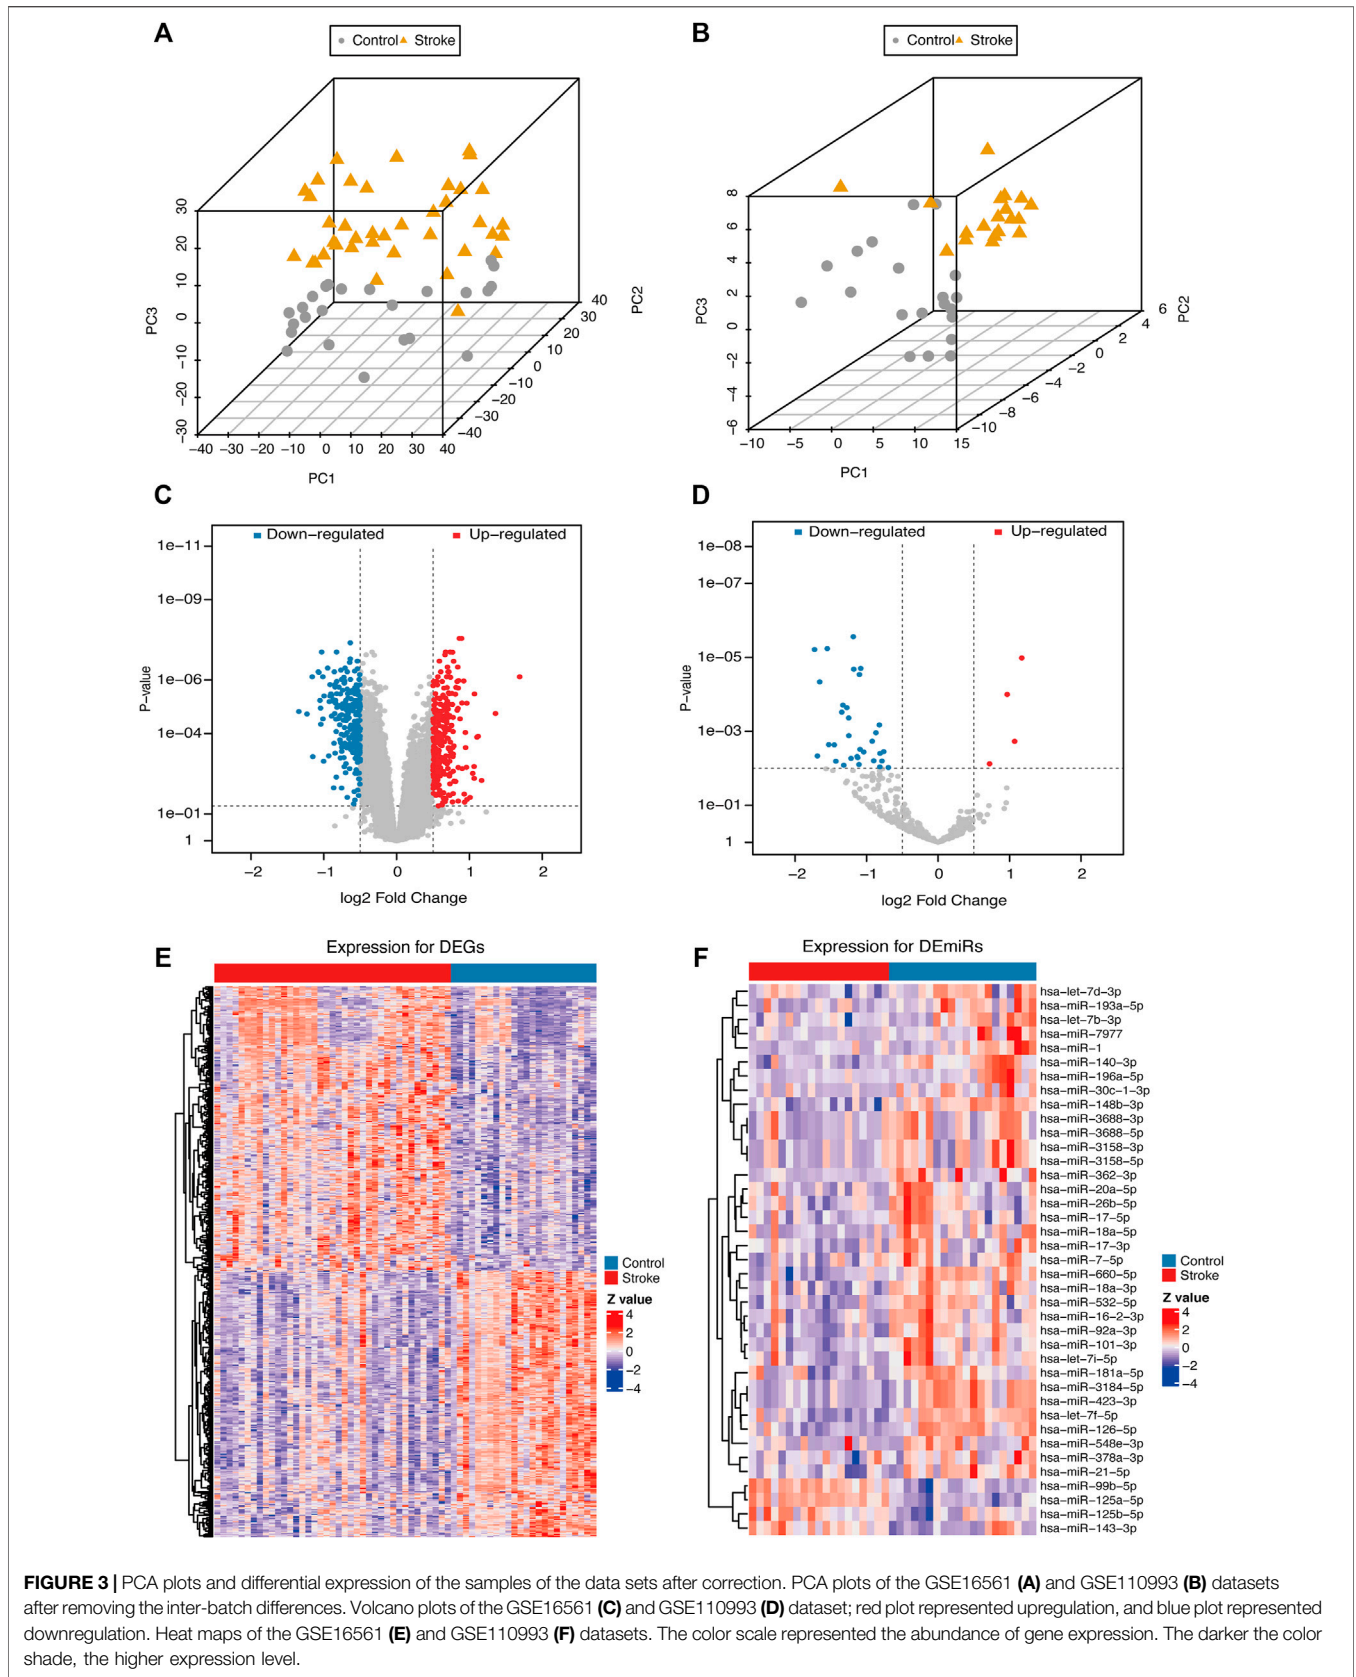 A
Control Stroke
30
20
10
0
−10
−20
−30
PC3
−40 −30 −20 −10 0 10 20 30 40
PC1
−40
−30
−20
−10
0
10
20
30
40
PC2
B
Control Stroke
8
6
4
2
0
−2
−4
−6
PC3
−10 −5 0 5 10 15
PC1
−10
−8
−6
−4
−2
0
2
4
6
PC2
C
Down−regulated Up−regulated
1e−11
1e−09
1e−06
1e−04
1e−01
1
P−value
−2 −1 0 1 2
log2 Fold Change
D
Down−regulated Up−regulated
1e−08
1e−07
1e−05
1e−03
1e−01
1
P−value
−2 −1 0 1 2
log2 Fold Change
E
Expression for DEGs
Control
Stroke
Z value
4
2
0
−2
−4
F
Expression for DEmiRs
hsa−let−7d−3p
hsa−miR−193a−5p
hsa−let−7b−3p
hsa−miR−7977
hsa−miR−1
hsa−miR−140−3p
hsa−miR−196a−5p
hsa−miR−30c−1−3p
hsa−miR−148b−3p
hsa−miR−3688−3p
hsa−miR−3688−5p
hsa−miR−3158−3p
hsa−miR−3158−5p
hsa−miR−362−3p
hsa−miR−20a−5p
hsa−miR−26b−5p
hsa−miR−17−5p
hsa−miR−18a−5p
hsa−miR−17−3p
hsa−miR−7−5p
hsa−miR−660−5p
hsa−miR−18a−3p
hsa−miR−532−5p
hsa−miR−16−2−3p
hsa−miR−92a−3p
hsa−miR−101−3p
hsa−let−7i−5p
hsa−miR−181a−5p
hsa−miR−3184−5p
hsa−miR−423−3p
hsa−let−7f−5p
hsa−miR−126−5p
hsa−miR−548e−3p
hsa−miR−378a−3p
hsa−miR−21−5p
hsa−miR−99b−5p
hsa−miR−125a−5p
hsa−miR−125b−5p
hsa−miR−143−3p
Control
Stroke
Z value
4
2
0
−2
−4
FIGURE 3 | PCA plots and differential expression of the samples of the data sets after correction. PCA plots of the GSE16561 (A) and GSE110993 (B) datasets
after removing the inter-batch differences. Volcano plots of the GSE16561 (C) and GSE110993 (D) dataset; red plot represented upregulation, and blue plot represented
downregulation. Heat maps of the GSE16561 (E) and GSE110993 (F) datasets. The color scale represented the abundance of gene expression. The darker the color
shade, the higher expression level.